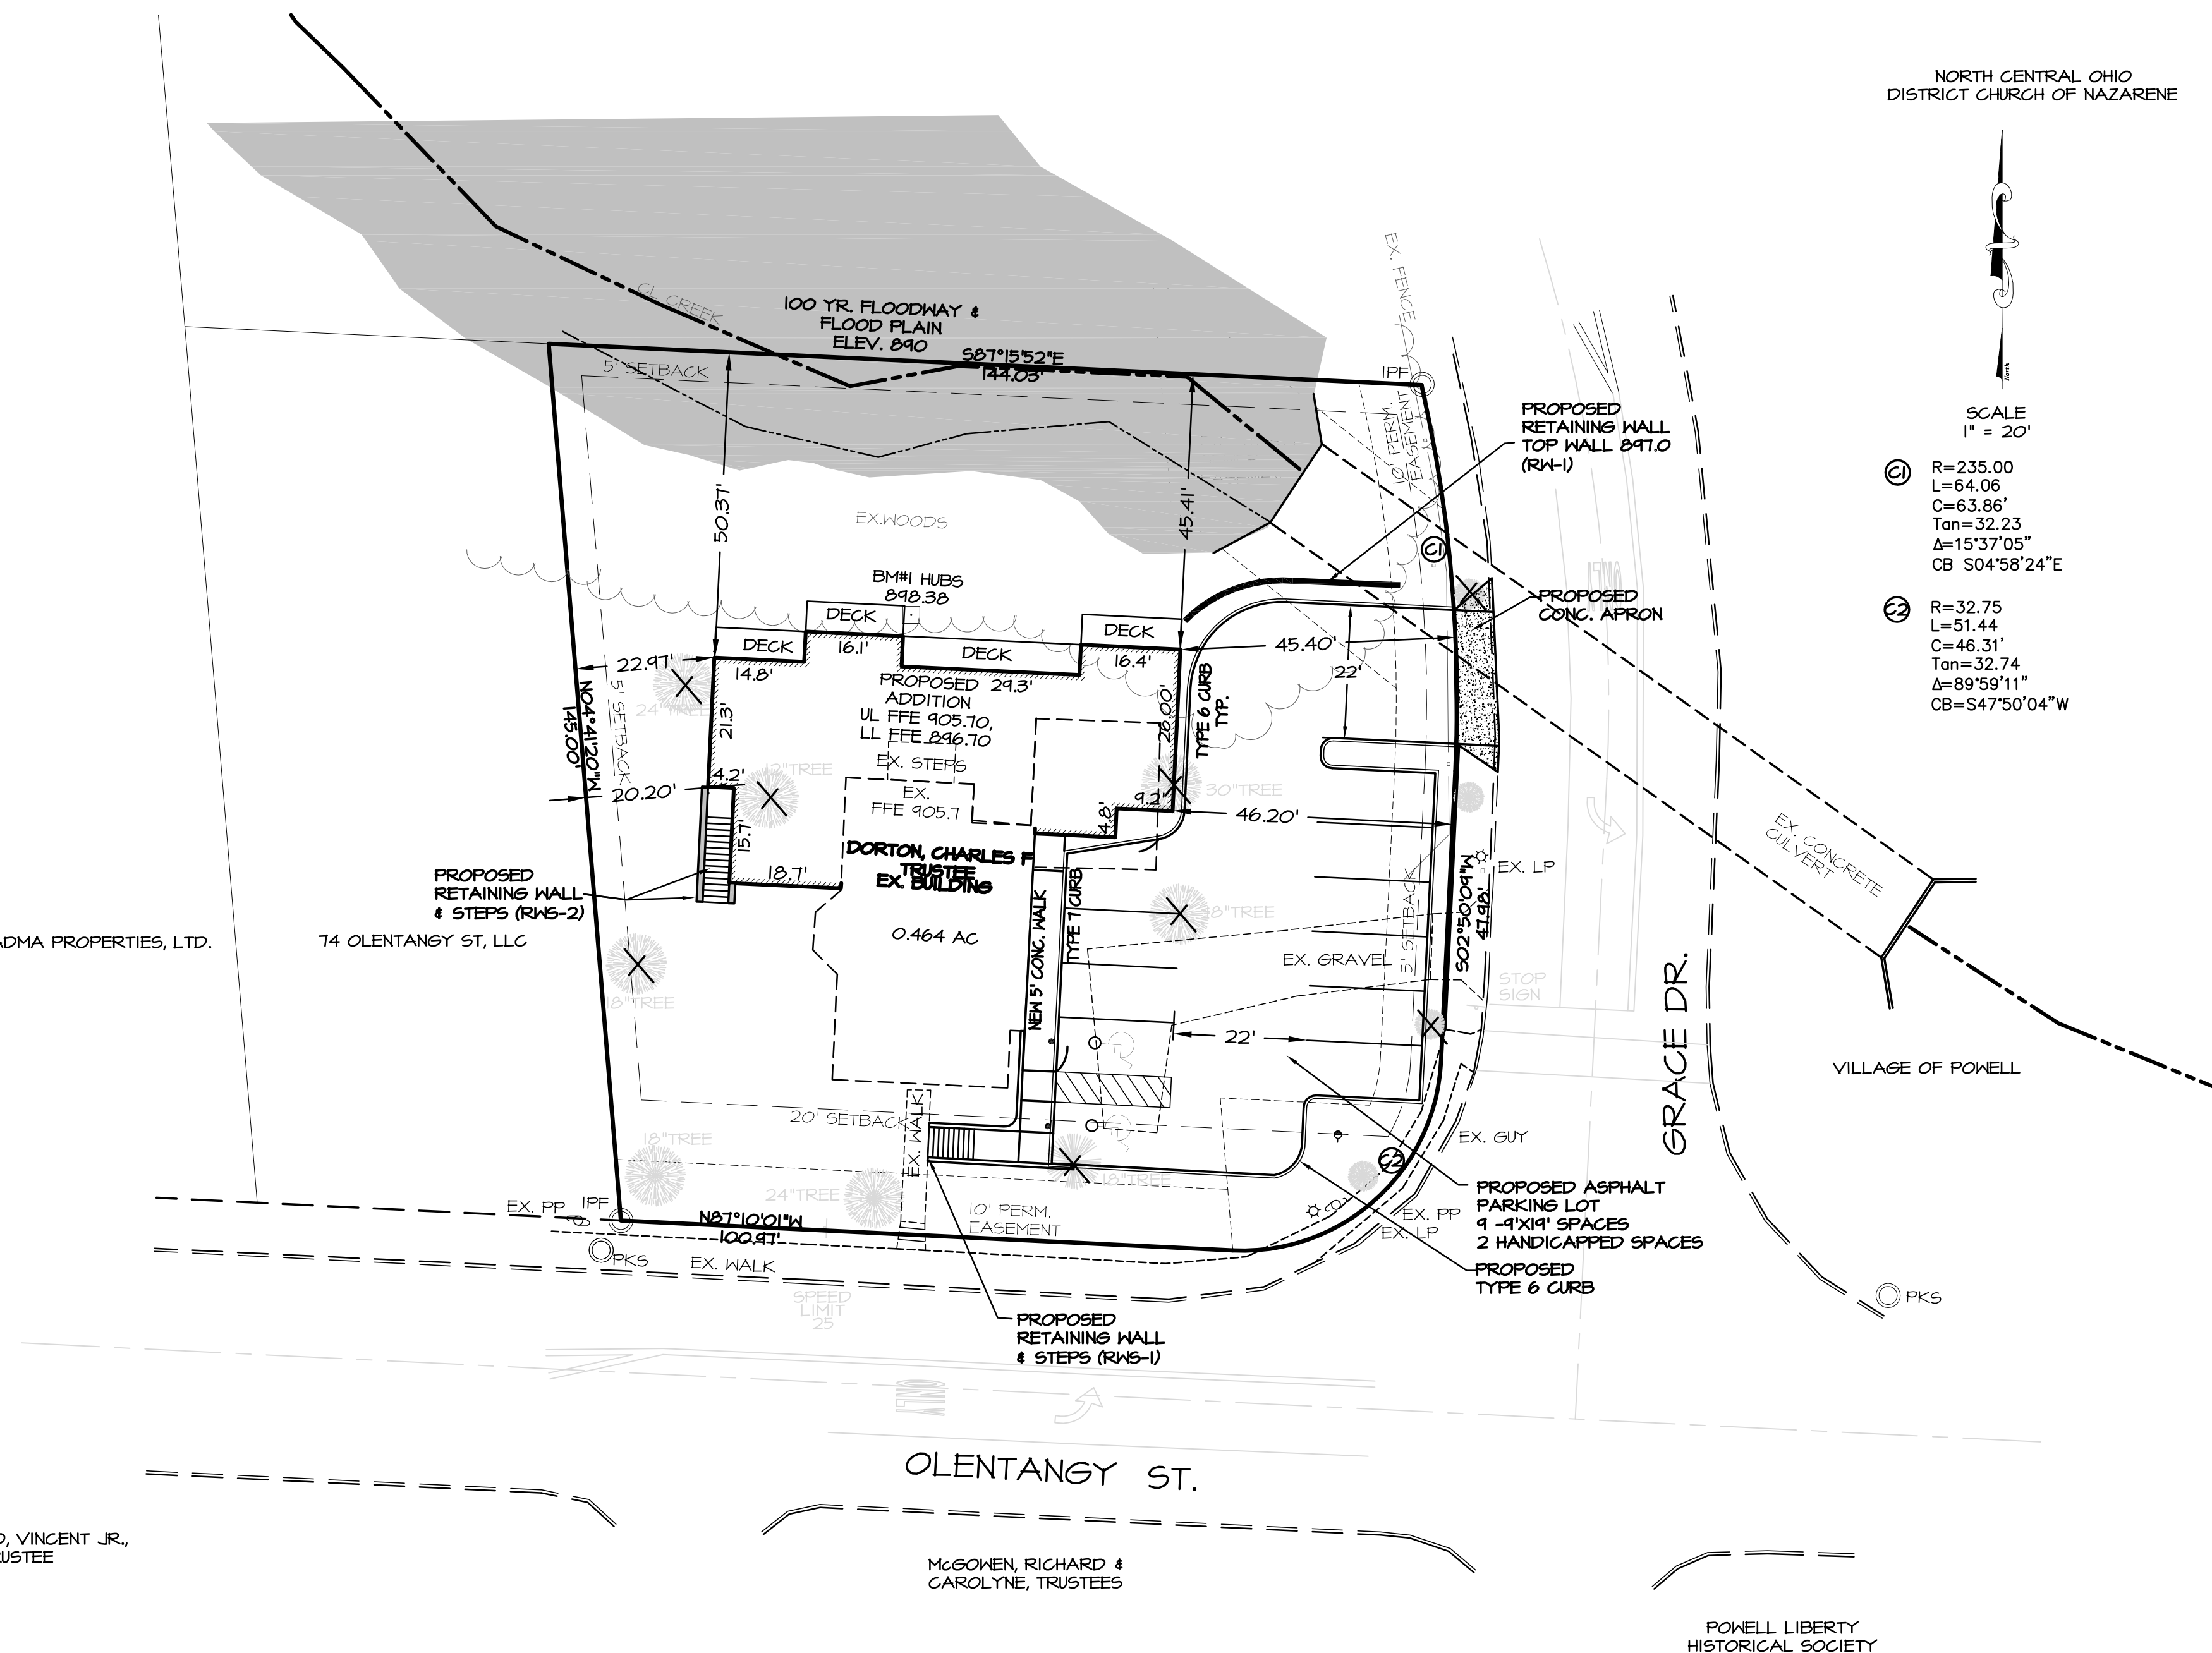 NORTH CENTRAL OHIO
DISTRICT CHURCH OF NAZARENE
North
SCALE
1" = 20'
C1
R=235.00
L=64.06
C=63.86'
Tan=32.23
Δ=15°37'05"
CB S04°58'24"E
C2
R=32.75
L=51.44
C=46.31'
Tan=32.74
Δ=89°59'11"
CB=S47°50'04"W
EX. FENCE
CL CREEK
100 YR. FLOODWAY &
FLOOD PLAIN
ELEV. 890
S87°15'52"E
144.03'
5' SETBACK
IPF
10' PERM.
EASEMENT
PROPOSED
RETAINING WALL
TOP WALL 897.0
(RW-1)
50.37'
45.41'
EX.WOODS
C1
ONLY
BM#1 HUBS
898.38
PROPOSED
CONC. APRON
DECK
DECK
DECK
DECK
16.1'
16.4'
14.8'
22.97'
45.40'
22'
24"TREE
N04°41'20"W
145.00'
5' SETBACK
21.3'
PROPOSED 29.3'
ADDITION
UL FFE 905.70,
LL FFE 896.70
26.00'
TYPE 6 CURB
TYP.
EX. STEPS
EX.
FFE 905.7
4.2'
12"TREE
20.20'
30"TREE
9.2'
4.8'
46.20'
15.7'
18.7'
DORTON, CHARLES F
TRUSTEE
EX. BUILDING
0.464 AC
PROPOSED
RETAINING WALL
& STEPS (RWS-2)
EX. LP
EX. CONCRETE
CULVERT
S02°50'09"W
47.98'
5' SETBACK
18"TREE
NEW 5' CONC. WALK
TYPE 7 CURB
EX. GRAVEL
ADMA PROPERTIES, LTD.
74 OLENTANGY ST, LLC
18"TREE
STOP
SIGN
22'
GRACE DR.
VILLAGE OF POWELL
20' SETBACK
EX. WALK
EX. GUY
18"TREE
24"TREE
18"TREE
C2
PROPOSED ASPHALT
PARKING LOT
9 -9'X19' SPACES
2 HANDICAPPED SPACES
EX. PP
IPF
N87°10'01"W
100.97'
10' PERM.
EASEMENT
EX. PP
EX. LP
PKS
EX. WALK
PROPOSED
TYPE 6 CURB
PKS
SPEED
LIMIT
25
PROPOSED
RETAINING WALL
& STEPS (RWS-1)
ONLY
OLENTANGY ST.
VINCENT JR.,
McGOWEN, RICHARD &
CAROLYNE, TRUSTEES
POWELL LIBERTY
HISTORICAL SOCIETY